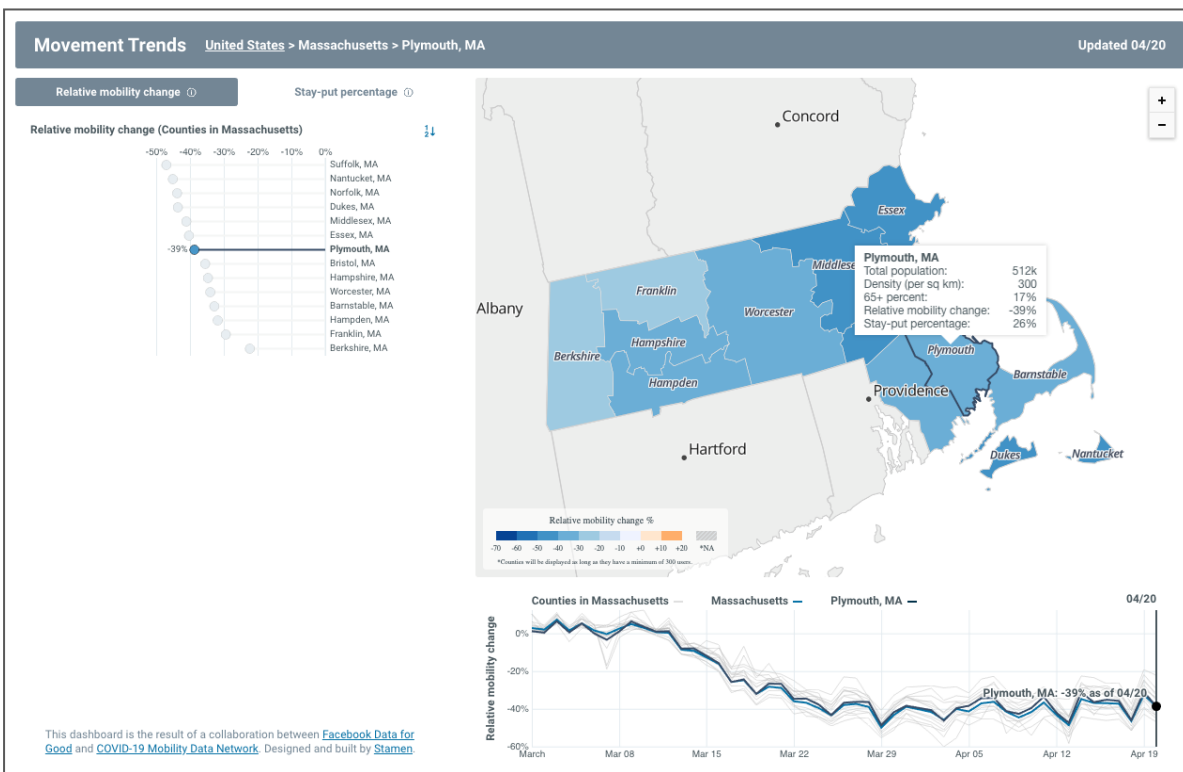 Movement Trends United States > Massachusetts > Plymouth, MA Updated 04/20
Relative mobility change ⓘ Stay-put percentage ⓘ
Relative mobility change (Counties in Massachusetts)
-50% -40% -30% -20% -10% 0%
Suffolk, MA
Nantucket, MA
Norfolk, MA
Dukes, MA
Middlesex, MA
Essex, MA
-39% Plymouth, MA
Bristol, MA
Hampshire, MA
Worcester, MA
Barnstable, MA
Hampden, MA
Franklin, MA
Berkshire, MA
+
−
Concord
Essex
Middlese
Plymouth, MA
Total population: 512k
Density (per sq km): 300
65+ percent: 17%
Relative mobility change: -39%
Stay-put percentage: 26%
Albany
Franklin
Worcester
Hampshire
Berkshire
Hampden
Plymouth
Barnstable
Providence
Hartford
Dukes
Nantucket
Relative mobility change %
-70 -60 -50 -40 -30 -20 -10 +0 +10 +20 *NA
*Counties will be displayed as long as they have a minimum of 300 users.
Counties in Massachusetts Massachusetts Plymouth, MA 04/20
Relative mobility change
0%
-20%
-40%
-60%
Plymouth, MA: -39% as of 04/20
March Mar 08 Mar 15 Mar 22 Mar 29 Apr 05 Apr 12 Apr 19
This dashboard is the result of a collaboration between Facebook Data for
Good and COVID-19 Mobility Data Network. Designed and built by Stamen.